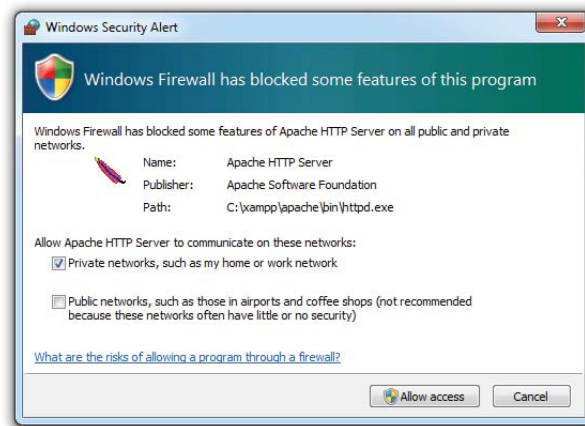 Windows Security Alert
Windows Firewall has blocked some features of this program
Windows Firewall has blocked some features of Apache HTTP Server on all public and private
networks.
Name: Apache HTTP Server
Publisher: Apache Software Foundation
Path: C:\xampp\apache\bin\httpd.exe
Allow Apache HTTP Server to communicate on these networks:
Private networks, such as my home or work network
Public networks, such as those in airports and coffee shops (not recommended
because these networks often have little or no security)
What are the risks of allowing a program through a firewall?
Allow access Cancel